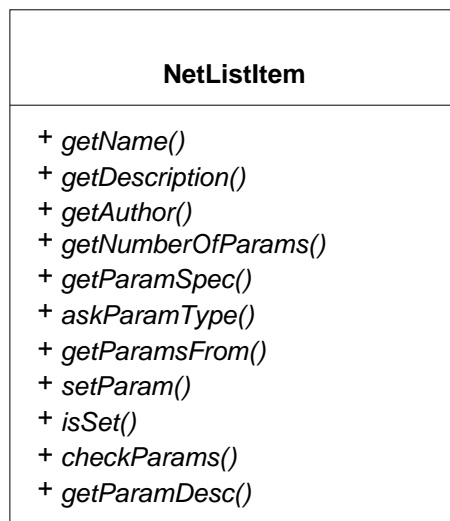 NetListItem
+ getName()
+ getDescription()
+ getAuthor()
+ getNumberOfParams()
+ getParamSpec()
+ askParamType()
+ getParamsFrom()
+ setParam()
+ isSet()
+ checkParams()
+ getParamDesc()